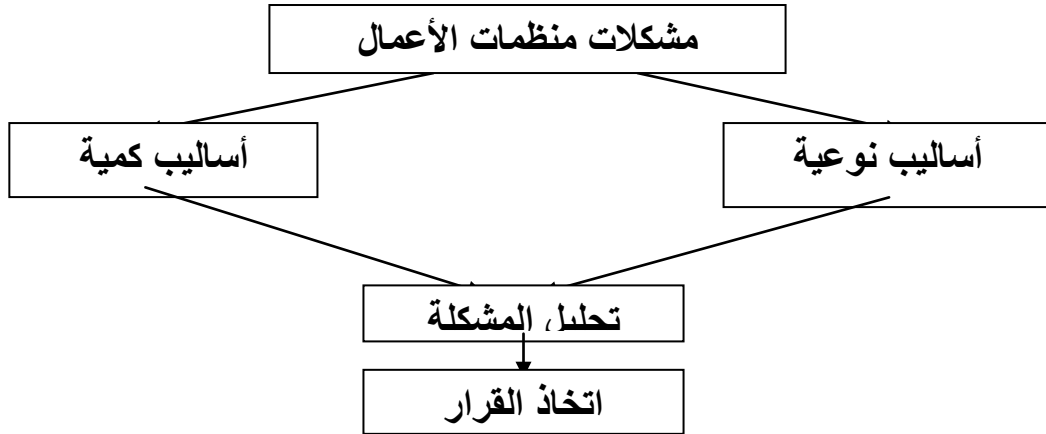 مشكلات منظمات الأعمال
أساليب نوعية
أساليب كمية
تحليل المشكلة
اتخاذ القرار